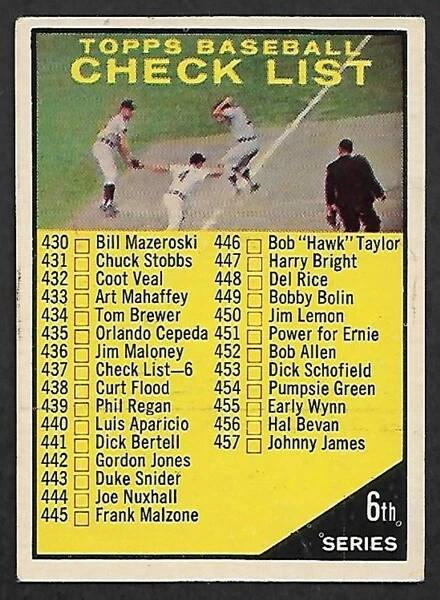 TOPPS BASEBALL
CHECK LIST
4
430 Bill Mazeroski
431 Chuck Stobbs
432 Coot Veal
433 Art Mahaffey
434 Tom Brewer
435 Orlando Cepeda
436 Jim Maloney
437 Check List—6
438 Curt Flood
439 Phil Regan
440 Luis Aparicio
441 Dick Bertell
442 Gordon Jones
443 Duke Snider
444 Joe Nuxhall
445 Frank Malzone
446 Bob "Hawk" Taylor
447 Harry Bright
448 Del Rice
449 Bobby Bolin
450 Jim Lemon
451 Power for Ernie
452 Bob Allen
453 Dick Schofield
454 Pumpsie Green
455 Early Wynn
456 Hal Bevan
457 Johnny James
6th
SERIES